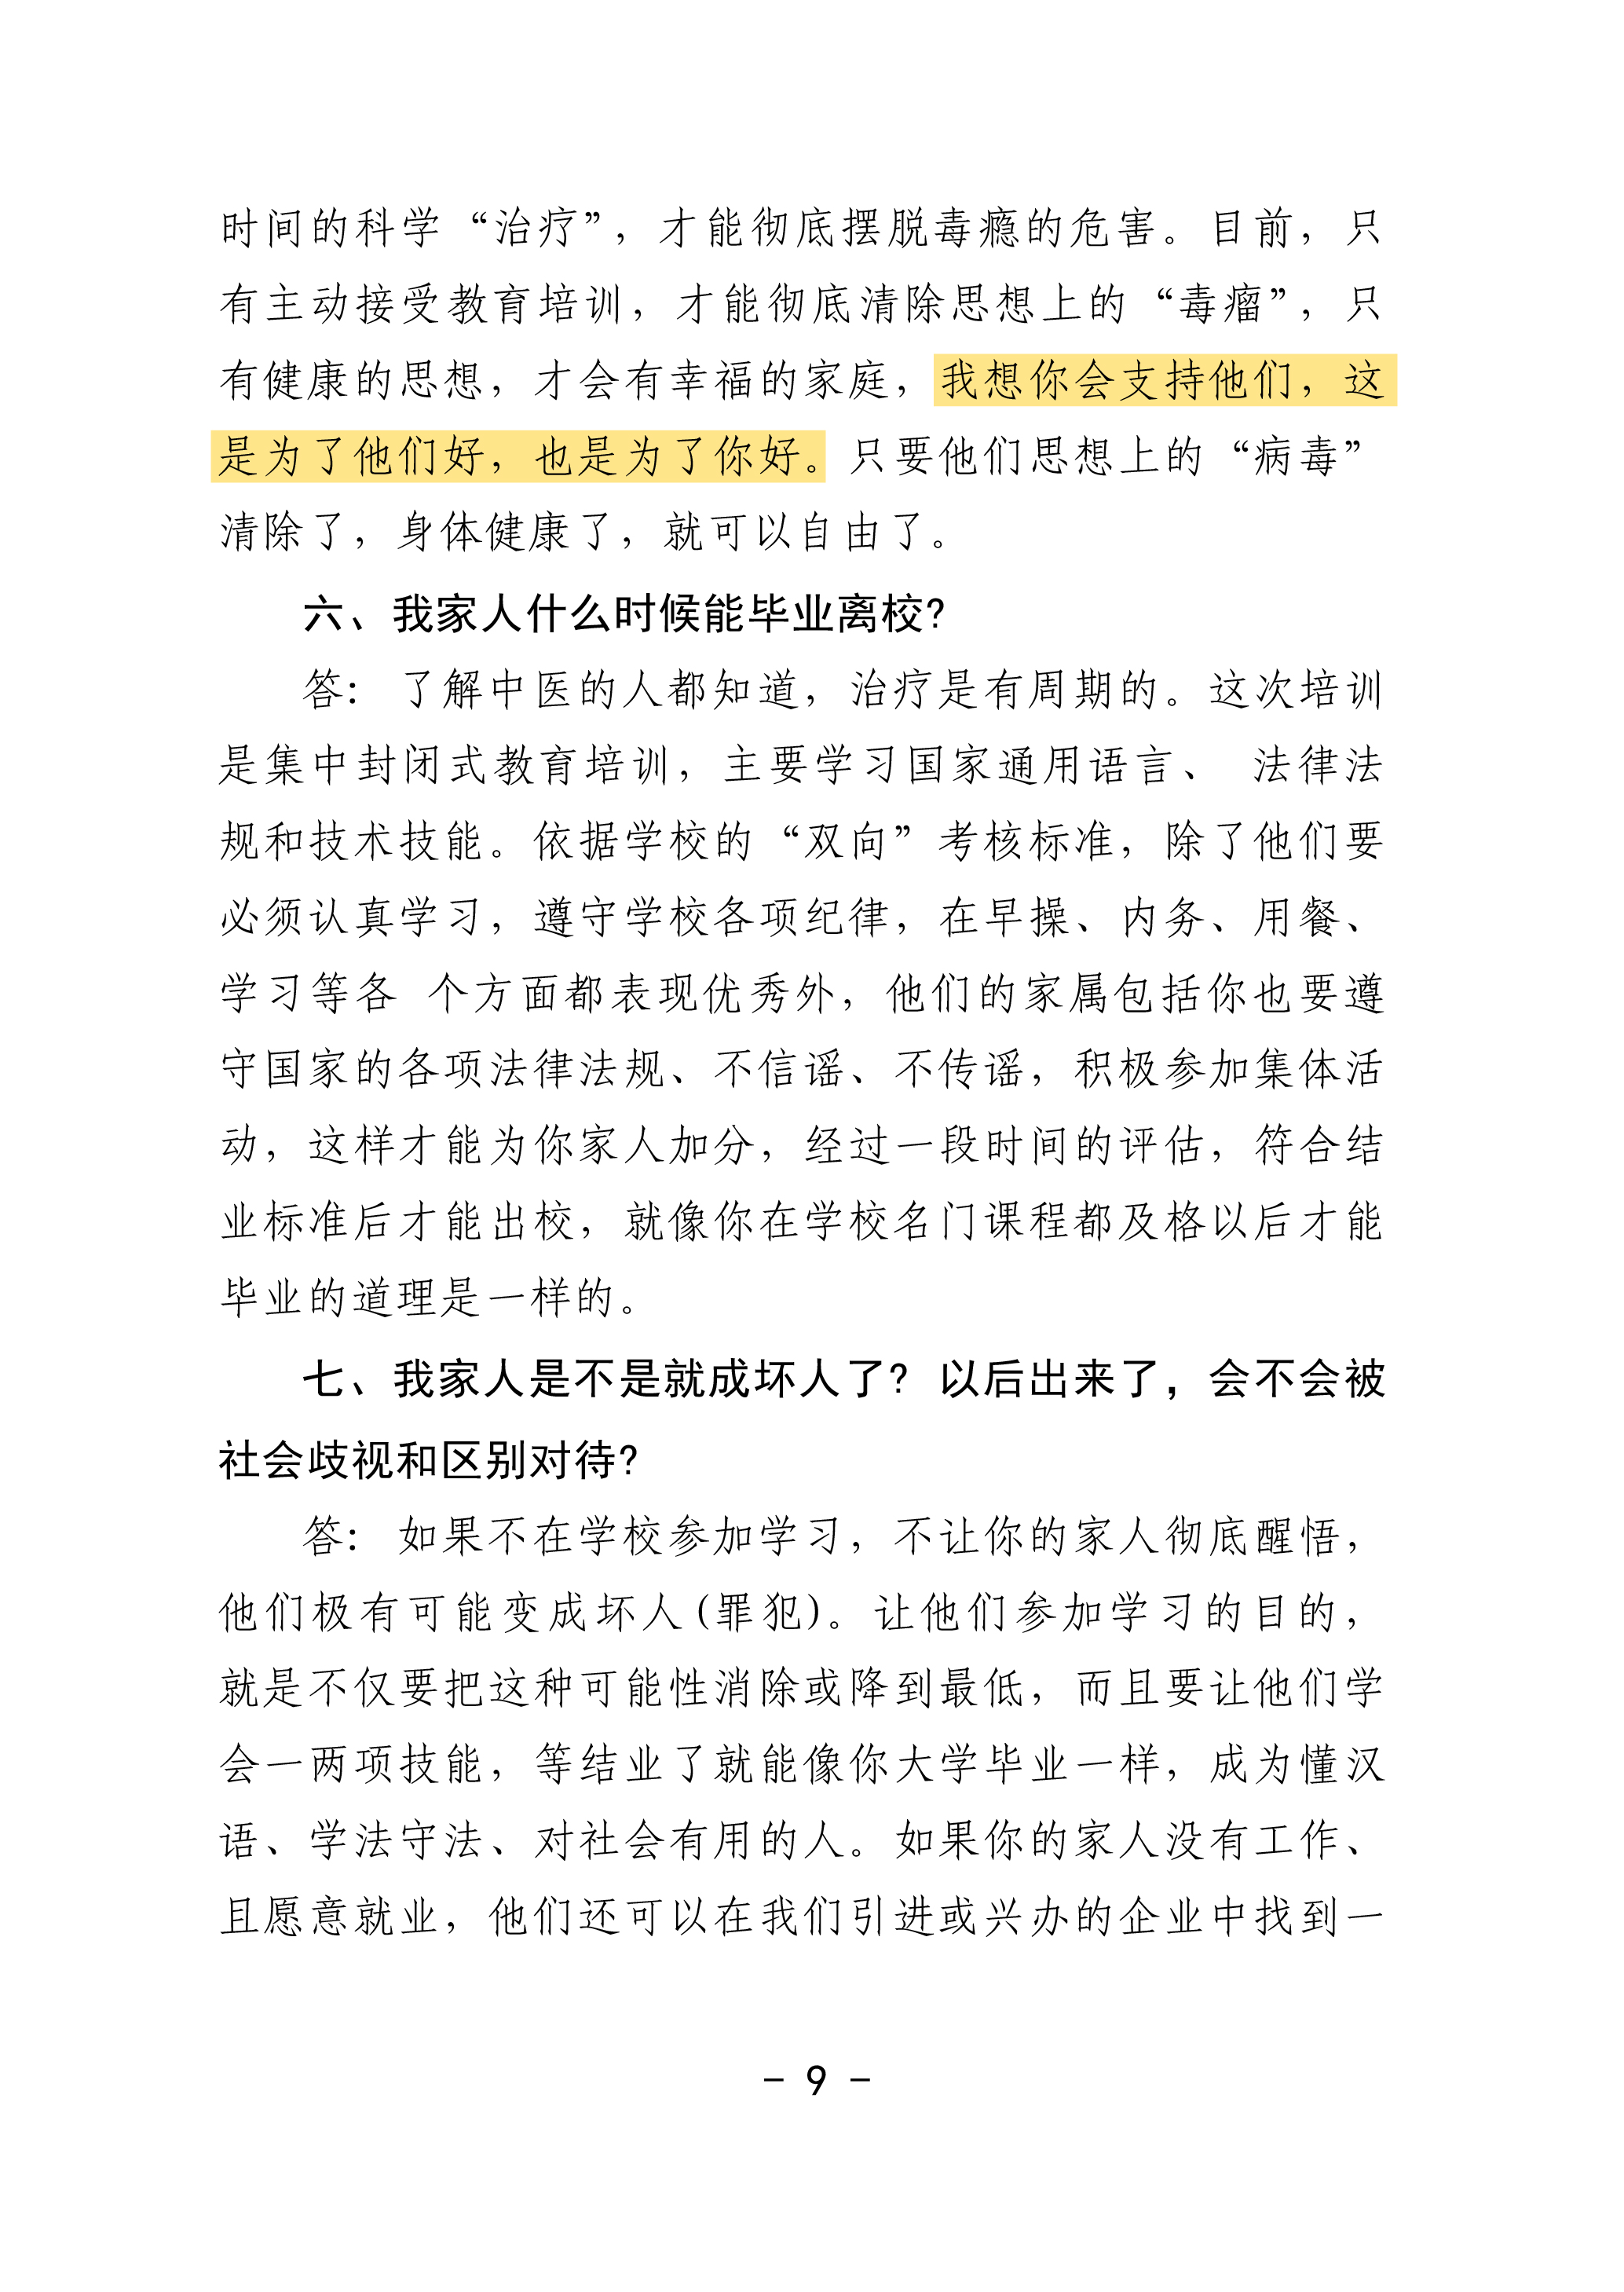 时间的科学“治疗”，才能彻底摆脱毒瘾的危害。目前，只
有主动接受教育培训，才能彻底清除思想上的“毒瘤”，只
有健康的思想，才会有幸福的家庭，我想你会支持他们，这
是为了他们好，也是为了你好。只要他们思想上的“病毒”
清除了，身体健康了，就可以自由了。
六、我家人什么时候能毕业离校？
答：了解中医的人都知道，治疗是有周期的。这次培训
是集中封闭式教育培训，主要学习国家通用语言、 法律法
规和技术技能。依据学校的“双向”考核标准，除了他们要
必须认真学习，遵守学校各项纪律，在早操、内务、用餐、
学习等各 个方面都表现优秀外，他们的家属包括你也要遵
守国家的各项法律法规、不信谣、不传谣，积极参加集体活
动，这样才能为你家人加分，经过一段时间的评估，符合结
业标准后才能出校，就像你在学校名门课程都及格以后才能
毕业的道理是一样的。
七、我家人是不是就成坏人了？以后出来了，会不会被
社会歧视和区别对待？
答：如果不在学校参加学习，不让你的家人彻底醒悟，
他们极有可能变成坏人(罪犯)。让他们参加学习的目的，
就是不仅要把这种可能性消除或降到最低，而且要让他们学
会一两项技能，等结业了就能像你大学毕业一样，成为懂汉
语、学法守法、对社会有用的人。如果你的家人没有工作、
且愿意就业，他们还可以在我们引进或兴办的企业中找到一
- 9 -